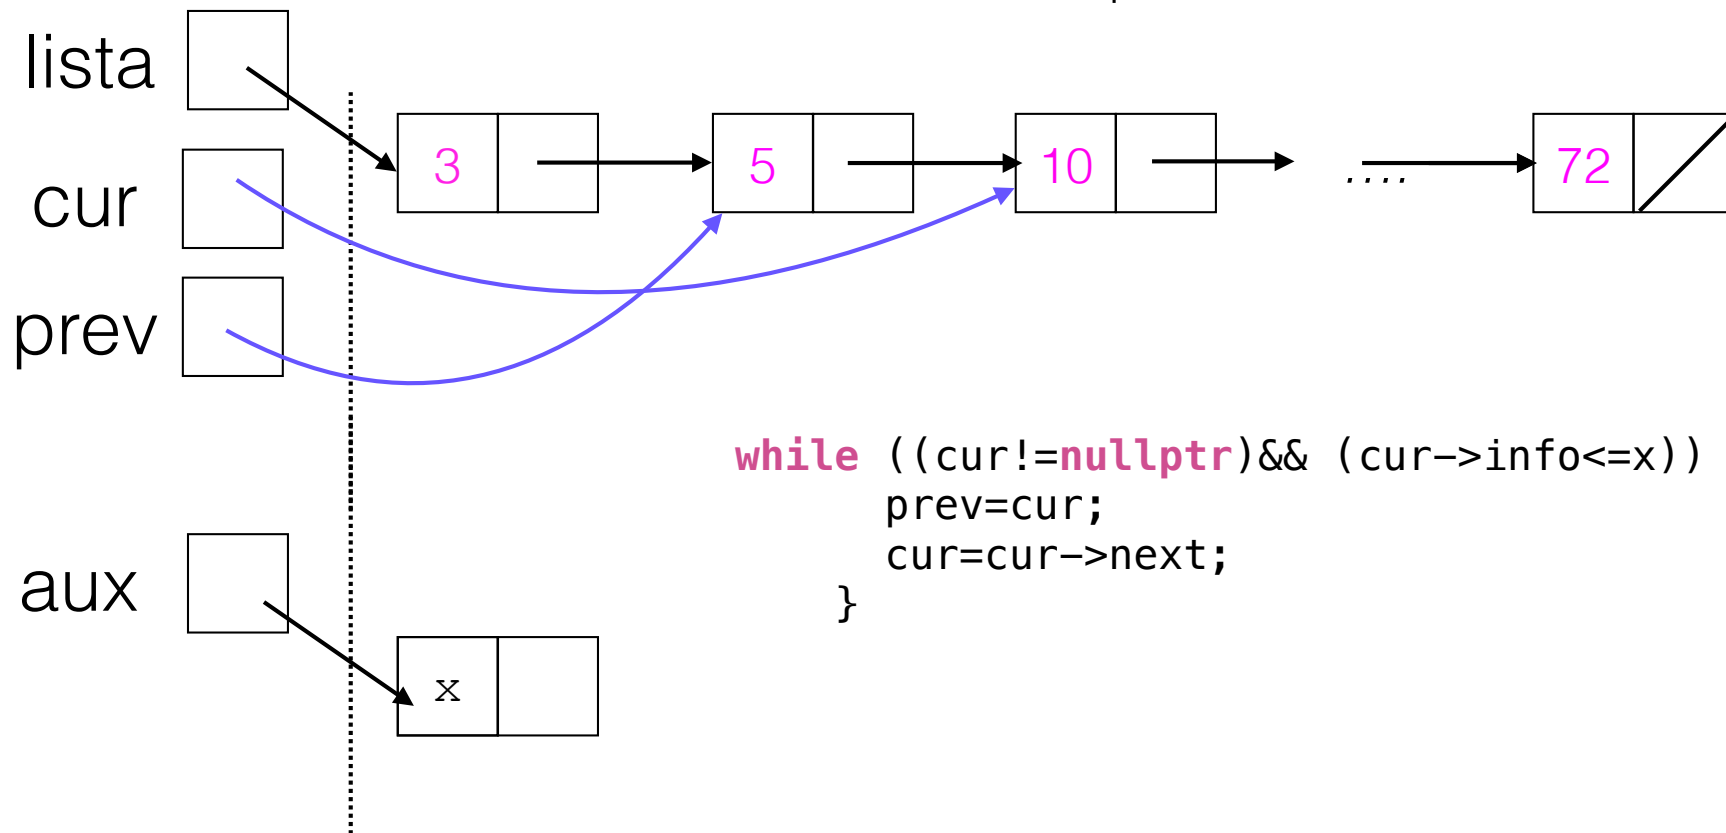 lista
3 5 10 .... 72
cur
prev
while ((cur!=nullptr)&& (cur->info<=x))
prev=cur;
cur=cur->next;
}
aux
x